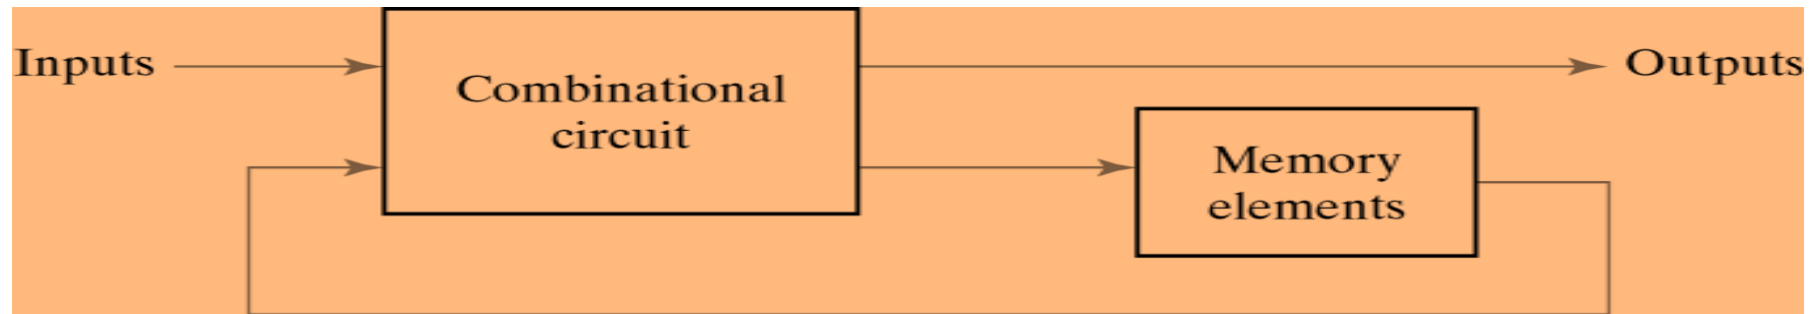 Inputs
Combinational
circuit
Outputs
Memory
elements